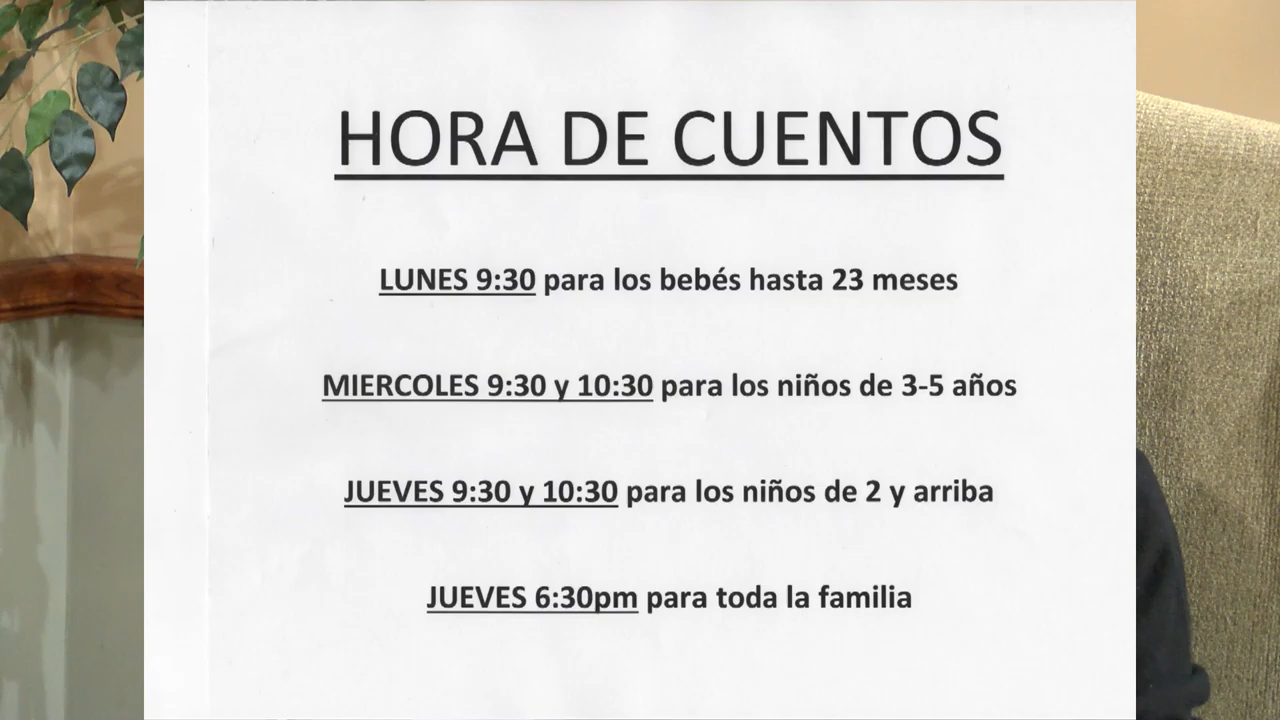 HORA DE CUENTOS
LUNES 9:30 para los bebés hasta 23 meses
MIERCOLES 9:30 y 10:30 para los niños de 3-5 años
JUEVES 9:30 y 10:30 para los niños de 2 y arriba
JUEVES 6:30pm para toda la familia